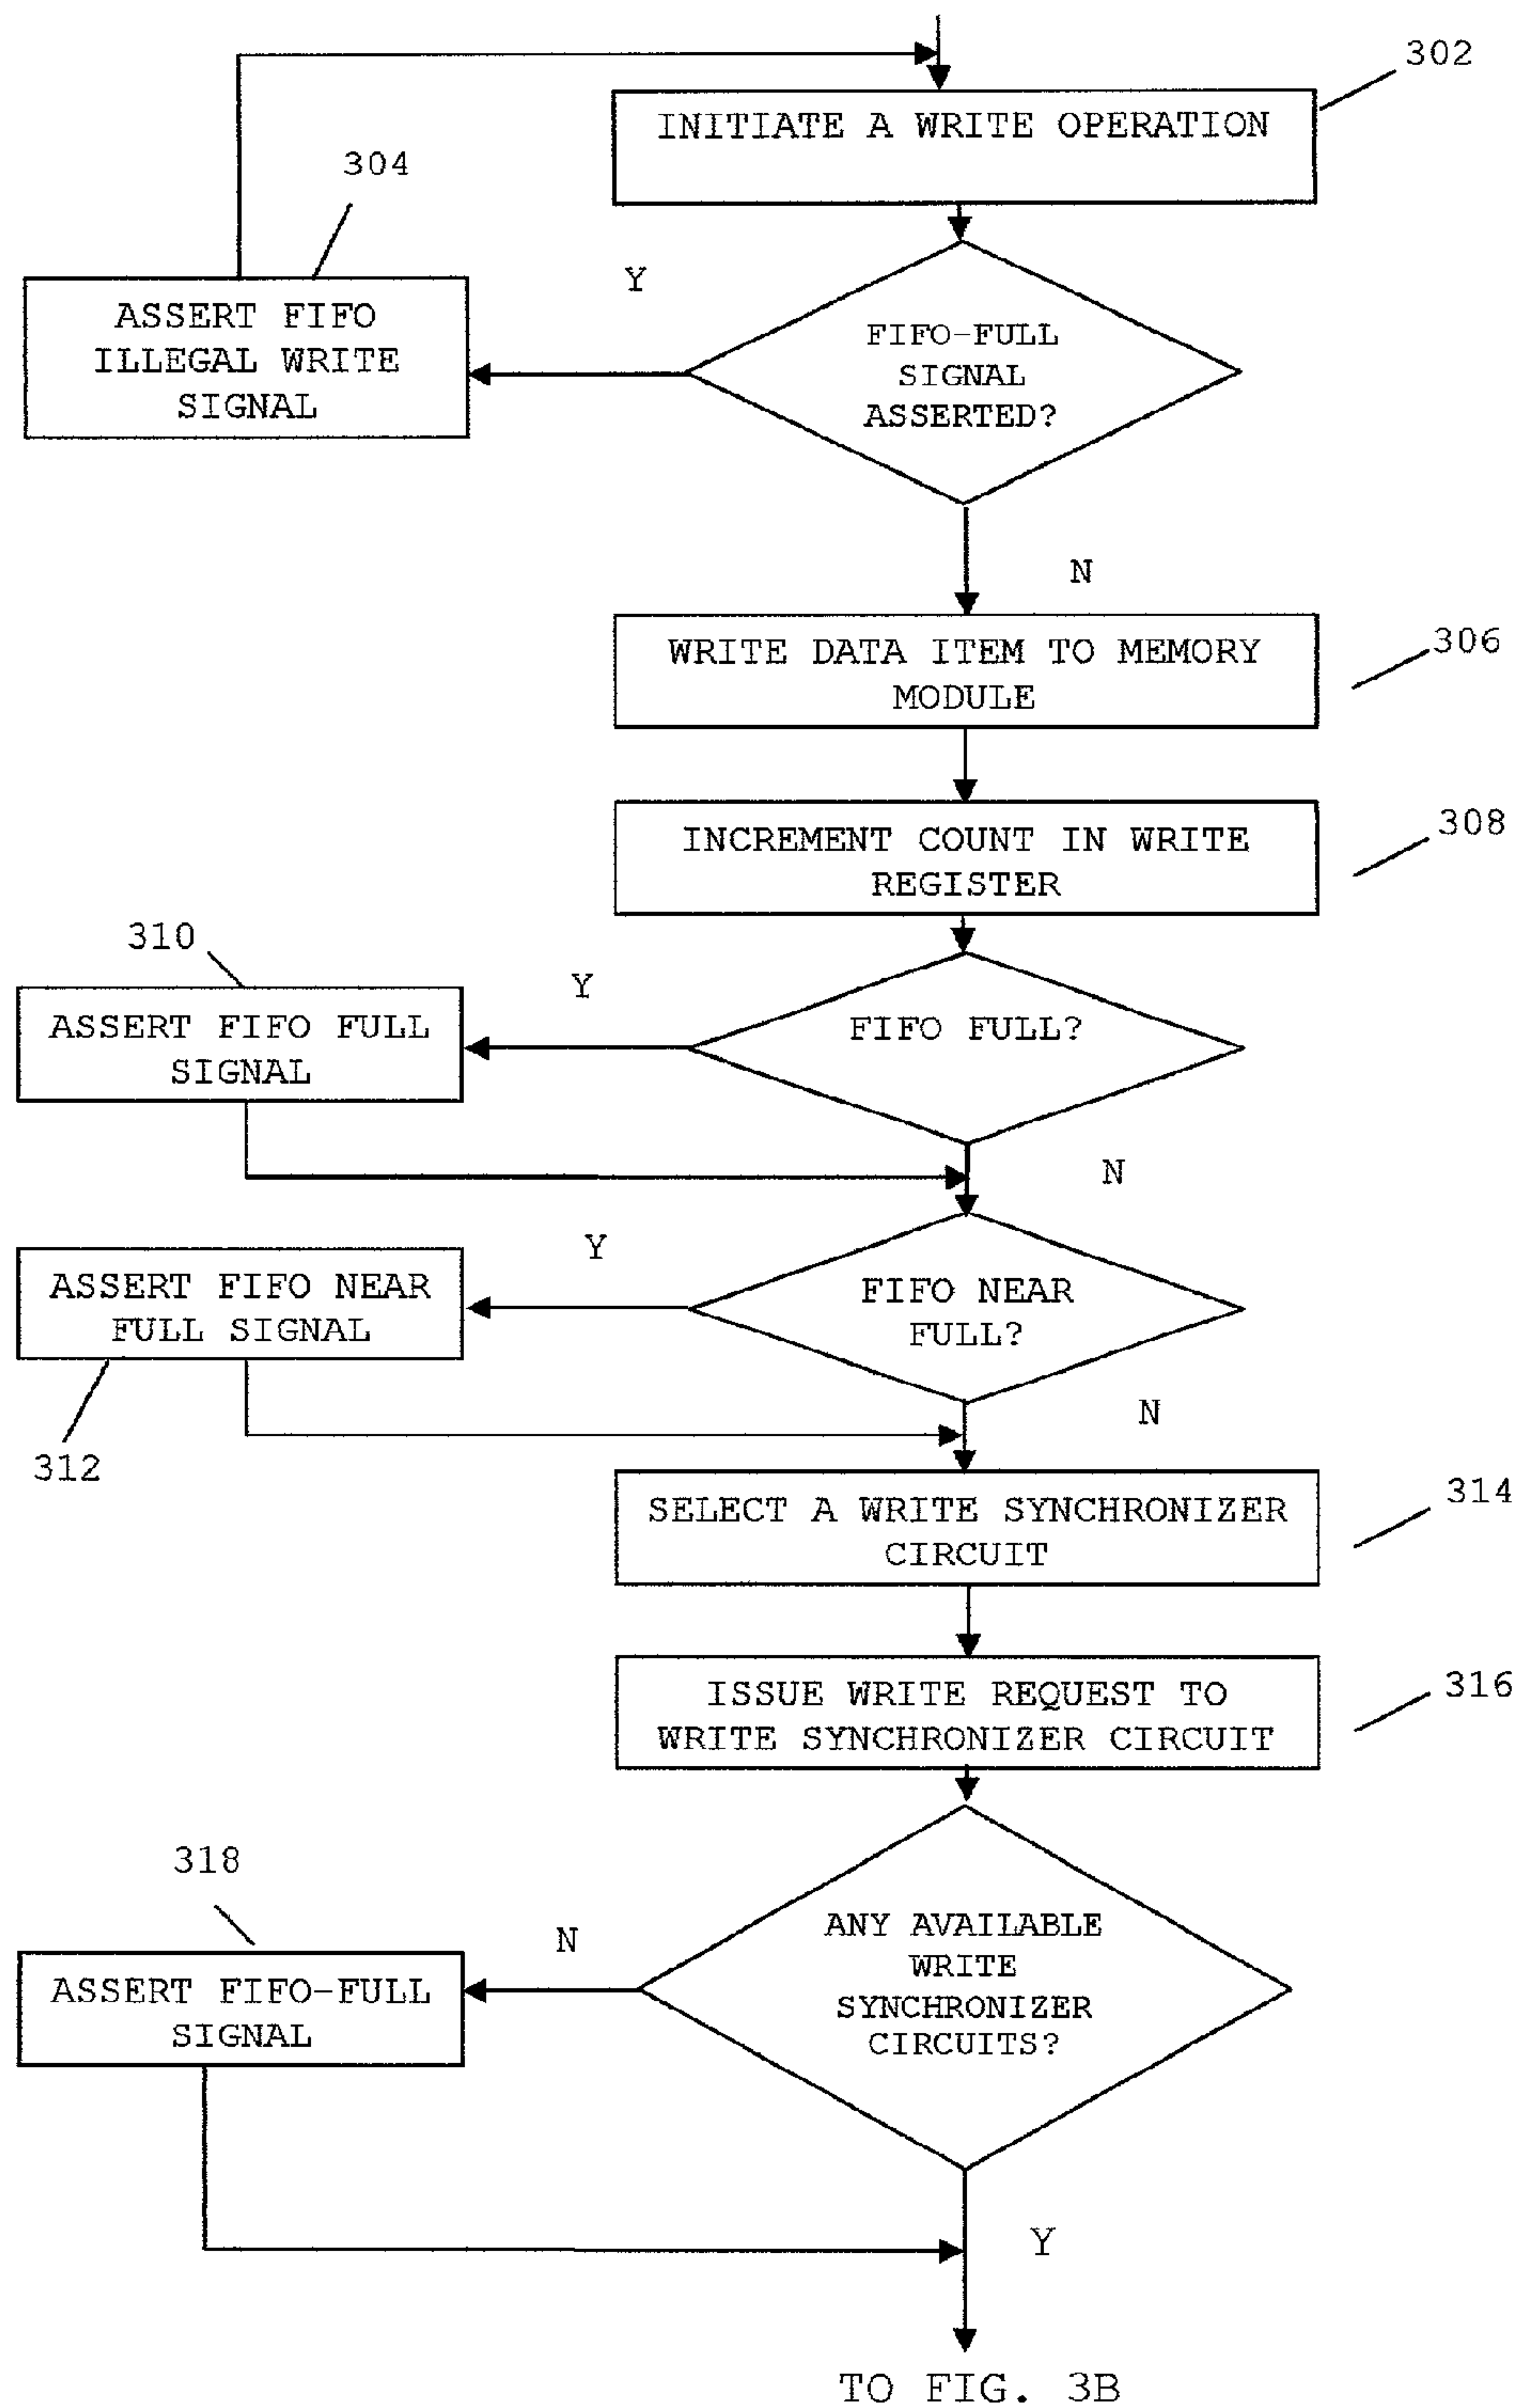 302
INITIATE A WRITE OPERATION
304
Y
ASSERT FIFO
ILLEGAL WRITE
SIGNAL
FIFO-FULL
SIGNAL
ASSERTED?
N
WRITE DATA ITEM TO MEMORY
MODULE
306
INCREMENT COUNT IN WRITE
REGISTER
308
310
Y
ASSERT FIFO FULL
SIGNAL
FIFO FULL?
N
Y
ASSERT FIFO NEAR
FULL SIGNAL
FIFO NEAR
FULL?
N
312
SELECT A WRITE SYNCHRONIZER
CIRCUIT
314
ISSUE WRITE REQUEST TO
WRITE SYNCHRONIZER CIRCUIT
316
318
N
ASSERT FIFO-FULL
SIGNAL
ANY AVAILABLE
WRITE
SYNCHRONIZER
CIRCUITS?
Y
TO FIG. 3B